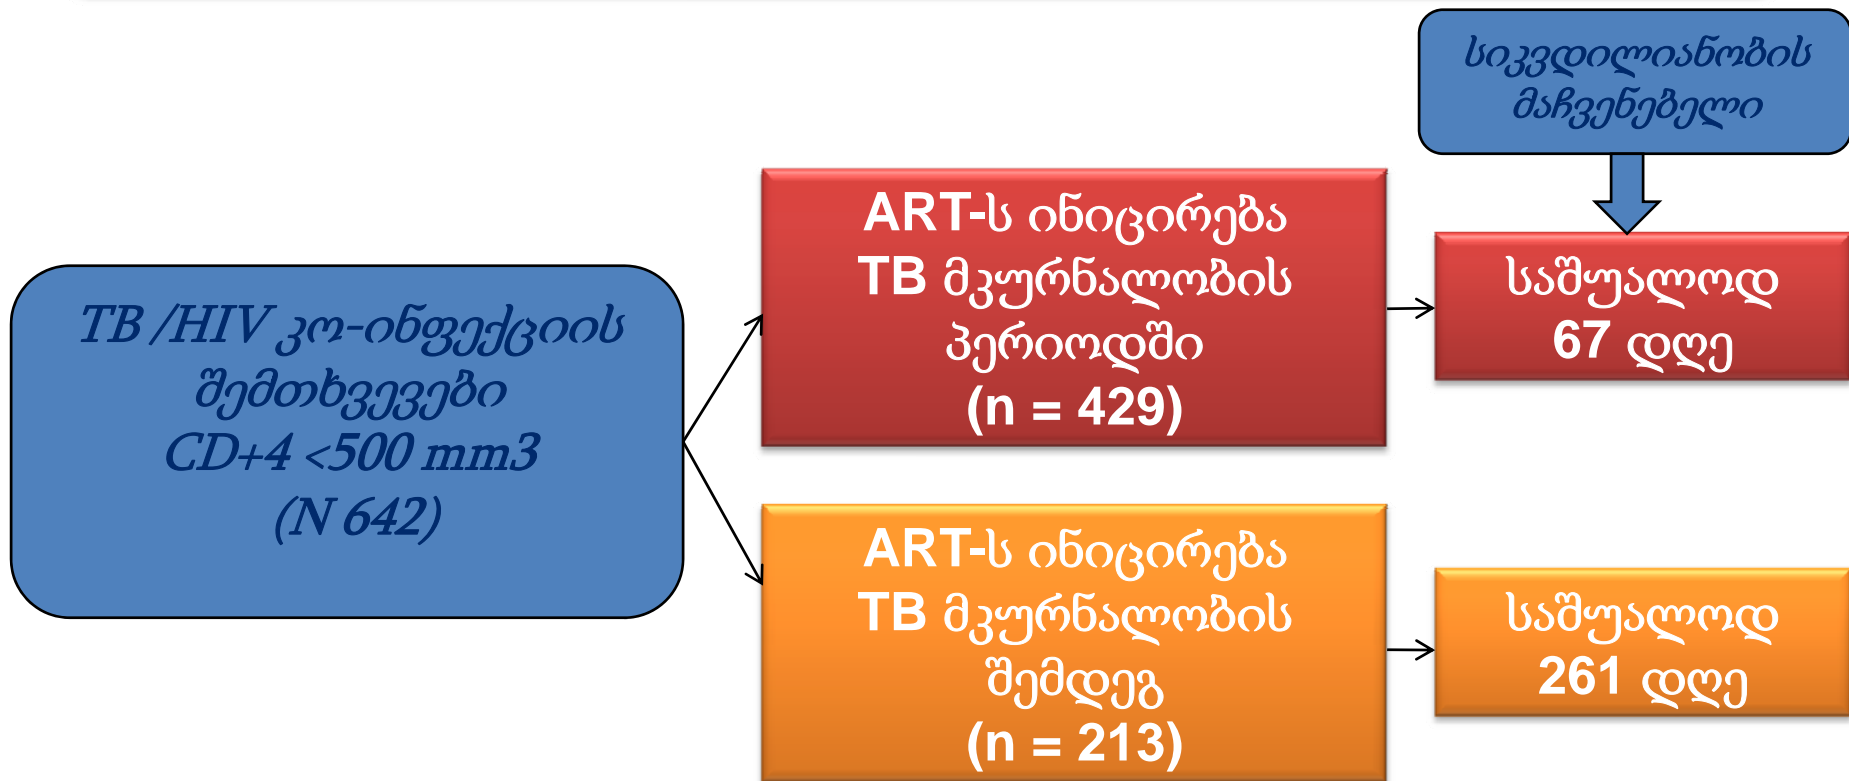 სიკვდილიანობის
მაჩვენებელი
TB /HIV კო-ინფექციის
შემთხვევები
CD+4 <500 mm3
(N 642)
ART-ს ინიცირება
TB მკურნალობის
პერიოდში
(n = 429)
საშუალოდ
67 დღე
ART-ს ინიცირება
TB მკურნალობის
შემდეგ
(n = 213)
საშუალოდ
261 დღე